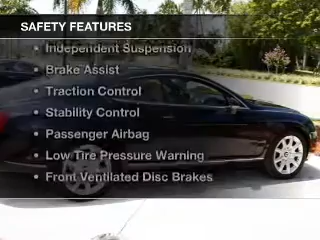 SAFETY FEATURES
• Independent Suspension
• Brake Assist
• Traction Control
• Stability Control
• Passenger Airbag
• Low Tire Pressure Warning
• Front Ventilated Disc Brakes